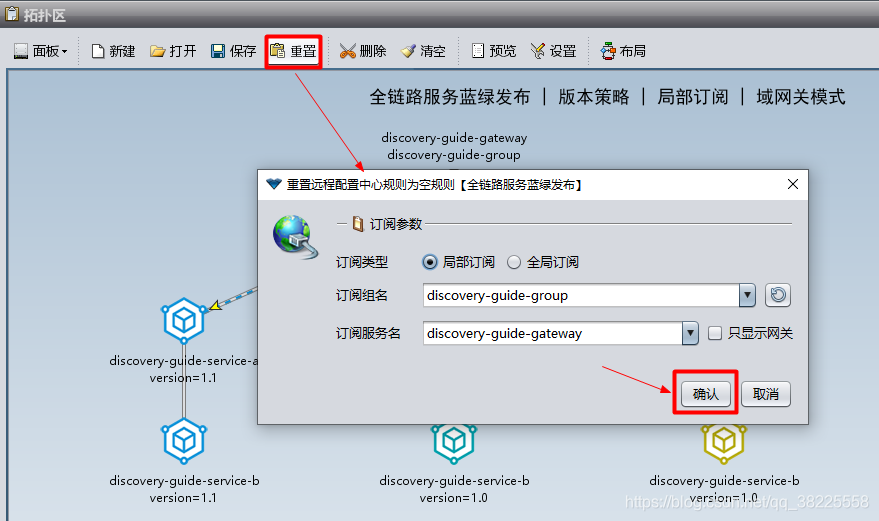 拓扑区
面板 新建 打开 保存 重置 删除 清空 预览 设置 布局
全链路服务蓝绿发布 | 版本策略 | 局部订阅 | 域网关模式
discovery-guide-gateway
discovery-guide-group
重置远程配置中心规则为空规则【全链路服务蓝绿发布】
订阅参数
订阅类型 局部订阅 全局订阅
订阅组名 discovery-guide-group
订阅服务名 discovery-guide-gateway 只显示网关
确认 取消
discovery-guide-service-a
version=1.1
discovery-guide-service-b
version=1.1
discovery-guide-service-b
version=1.0
discovery-guide-service-b
version=1.0
https://blog.csdn.net/qq_38225558